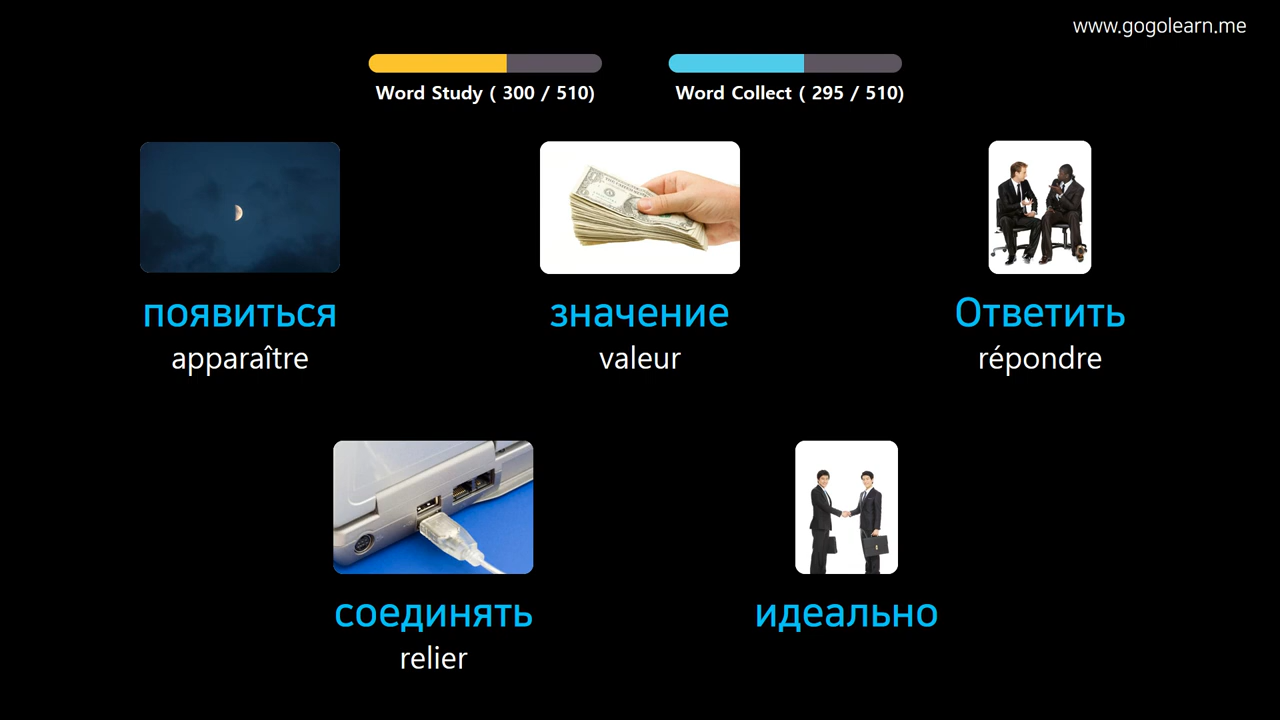 www.gogolearn.me
Word Study ( 300 / 510)
Word Collect ( 295 / 510)
появиться
apparaître
значение
valeur
Ответить
répondre
соединять
relier
идеально